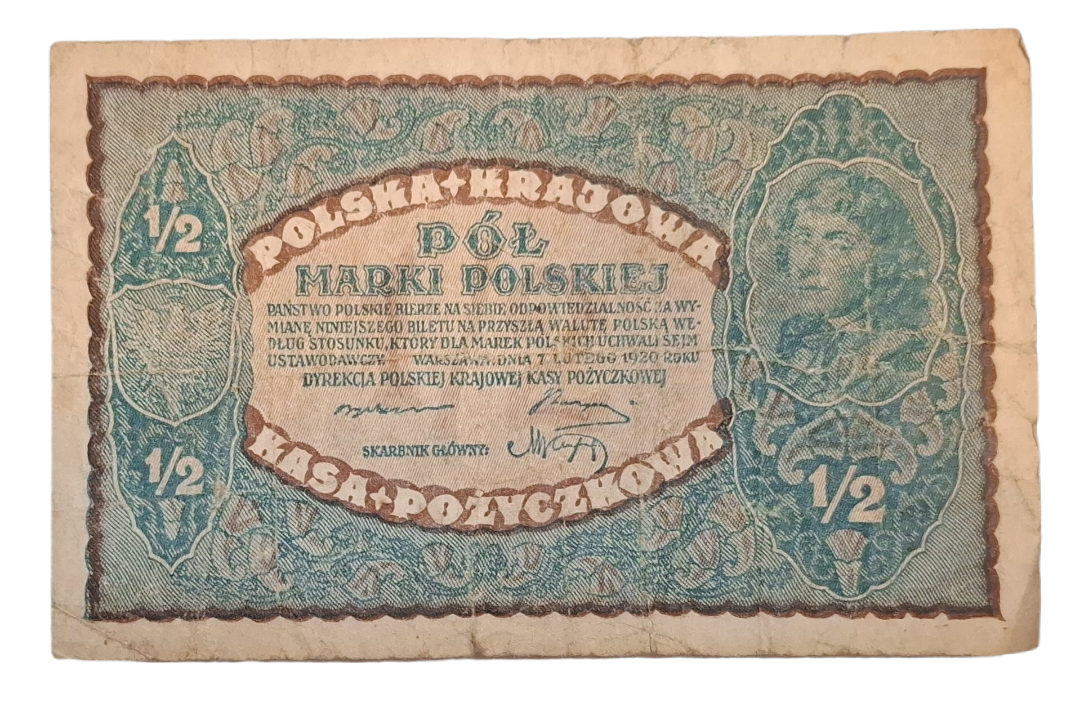 POLSKA KRAJOWA
1/2
PÓŁ
MARKI POLSKIEJ
PAŃSTWO POLSKIE BIERZE NA SIEBIE ODPOWIEDZIALNOŚĆ ZA WY-
MIANĘ NINIEJSZEGO BILETU NA PRZYSZŁĄ WALUTĘ POLSKĄ WE-
DŁUG STOSUNKU, KTÓRY DLA MAREK POLSKICH UCHWALI SEJM
USTAWODAWCZY WARSZAWA, DNIA 7 LUTEGO 1920 ROKU
DYREKCJA POLSKIEJ KRAJOWEJ KASY POŻYCZKOWEJ
SKARBNIK GŁÓWNY:
1/2
1/2
KASA POŻYCZKOWA